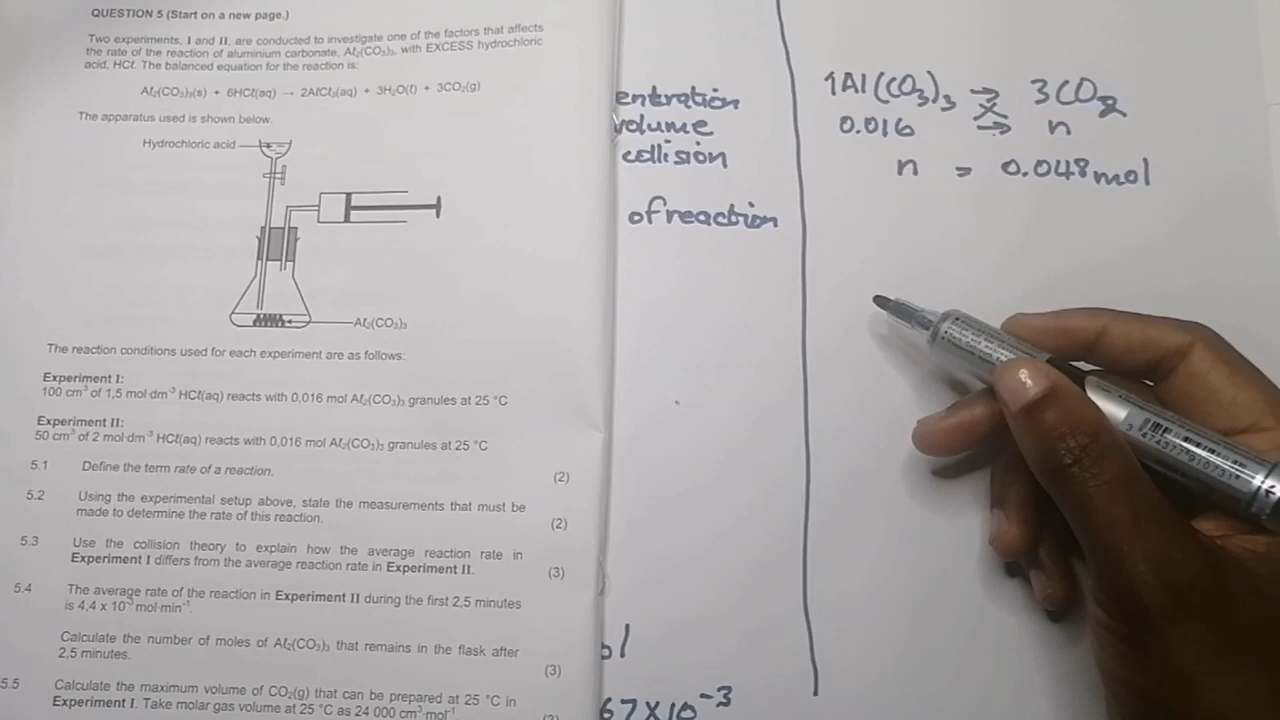 QUESTION 5 (Start on a new page.)
Two experiments, I and II, are conducted to investigate one of the factors that affects
the rate of the reaction of aluminium carbonate, Aℓ₂(CO₃)₃, with EXCESS hydrochloric
acid, HCℓ. The balanced equation for the reaction is:
Aℓ₂(CO₃)₃(s) + 6HCℓ(aq) → 2AℓCℓ₃(aq) + 3H₂O(ℓ) + 3CO₂(g)
The apparatus used is shown below.
Hydrochloric acid
Aℓ₂(CO₃)₃
The reaction conditions used for each experiment are as follows:
Experiment I:
100 cm³ of 1,5 mol·dm⁻³ HCℓ(aq) reacts with 0,016 mol Aℓ₂(CO₃)₃ granules at 25 °C
Experiment II:
50 cm³ of 2 mol·dm⁻³ HCℓ(aq) reacts with 0,016 mol Aℓ₂(CO₃)₃ granules at 25 °C
5.1 Define the term rate of a reaction. (2)
5.2 Using the experimental setup above, state the measurements that must be
made to determine the rate of this reaction. (2)
5.3 Use the collision theory to explain how the average reaction rate in
Experiment I differs from the average reaction rate in Experiment II. (3)
5.4 The average rate of the reaction in Experiment II during the first 2,5 minutes
is 4,4 x 10⁻³ mol·min⁻¹.
Calculate the number of moles of Aℓ₂(CO₃)₃ that remains in the flask after
2,5 minutes. (3)
5.5 Calculate the maximum volume of CO₂(g) that can be prepared at 25 °C in
Experiment I. Take molar gas volume at 25 °C as 24 000 cm³·mol⁻¹.
entration
volume
collision
of reaction
67X10⁻³
1Al(CO₃)₃ → 3CO₂
0.016 → n
n = 0.048mol
3 474377 910731